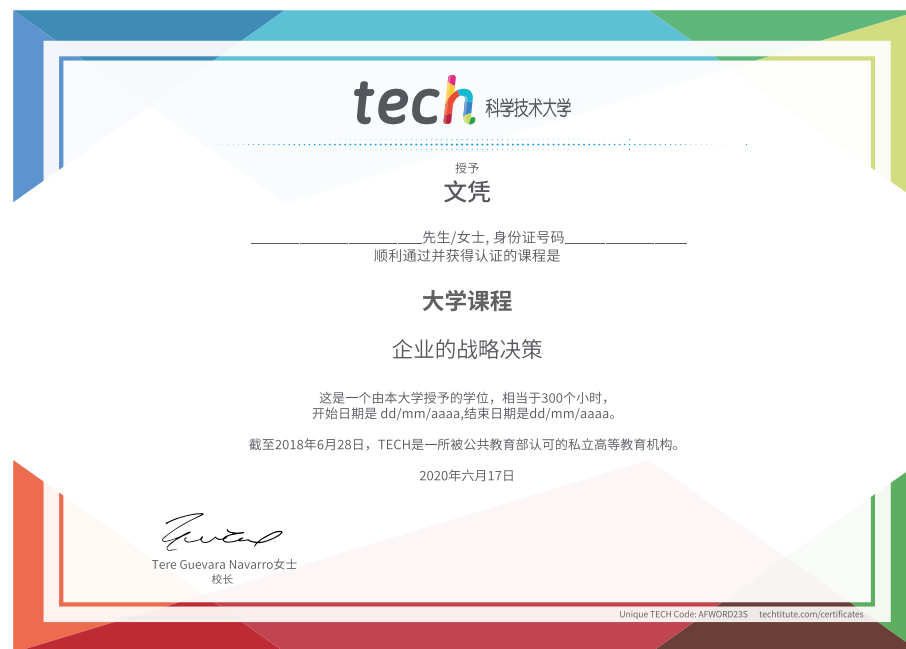 tech 科学技术大学
授予
文凭
______________________先生/女士, 身份证号码________________
顺利通过并获得认证的课程是
大学课程
企业的战略决策
这是一个由本大学授予的学位，相当于300个小时，
开始日期是 dd/mm/aaaa,结束日期是dd/mm/aaaa。
截至2018年6月28日，TECH是一所被公共教育部认可的私立高等教育机构。
2020年六月17日
Tere Guevara Navarro女士
校长
Unique TECH Code: AFWORD23S techtitute.com/certificates